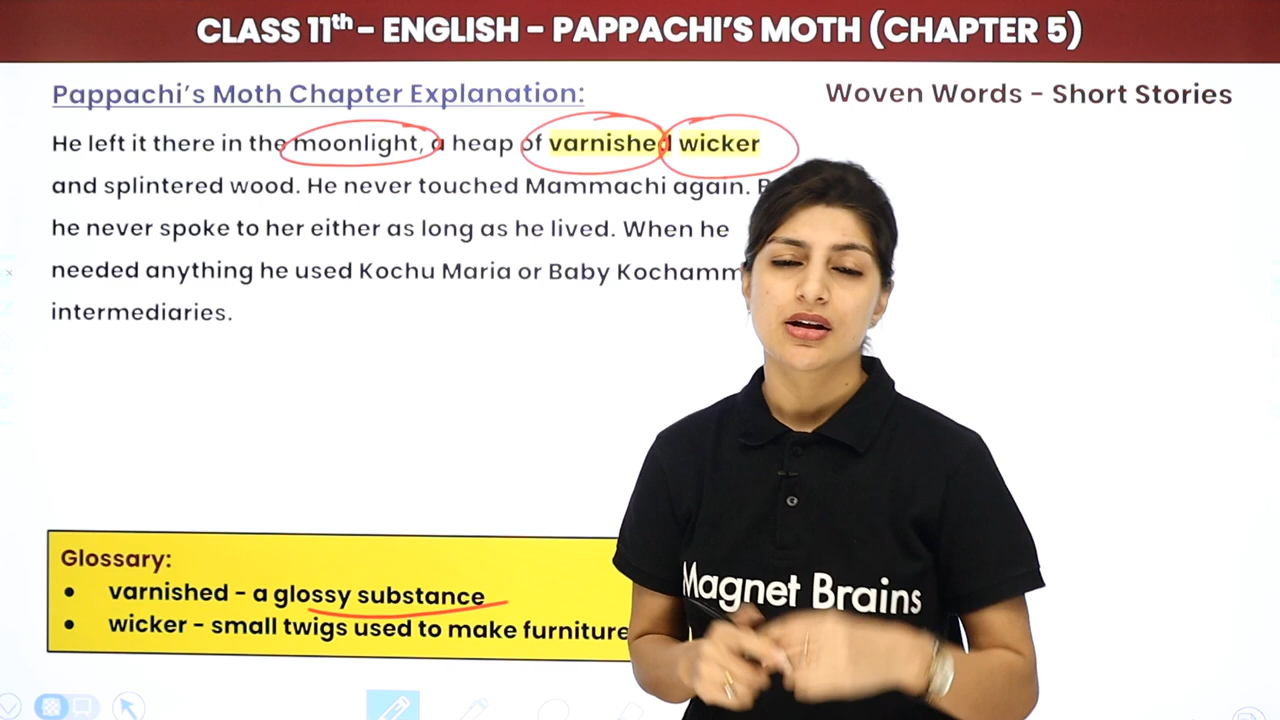 CLASS 11th – ENGLISH – PAPPACHI’S MOTH (CHAPTER 5)
Pappachi’s Moth Chapter Explanation:
Woven Words – Short Stories
He left it there in the moonlight, a heap of varnished wicker
and splintered wood. He never touched Mammachi again.
he never spoke to her either as long as he lived. When he
needed anything he used Kochu Maria or Baby
intermediaries.
Glossary:
• varnished – a glossy substance
• wicker – small twigs used to make furniture
Magnet Brains